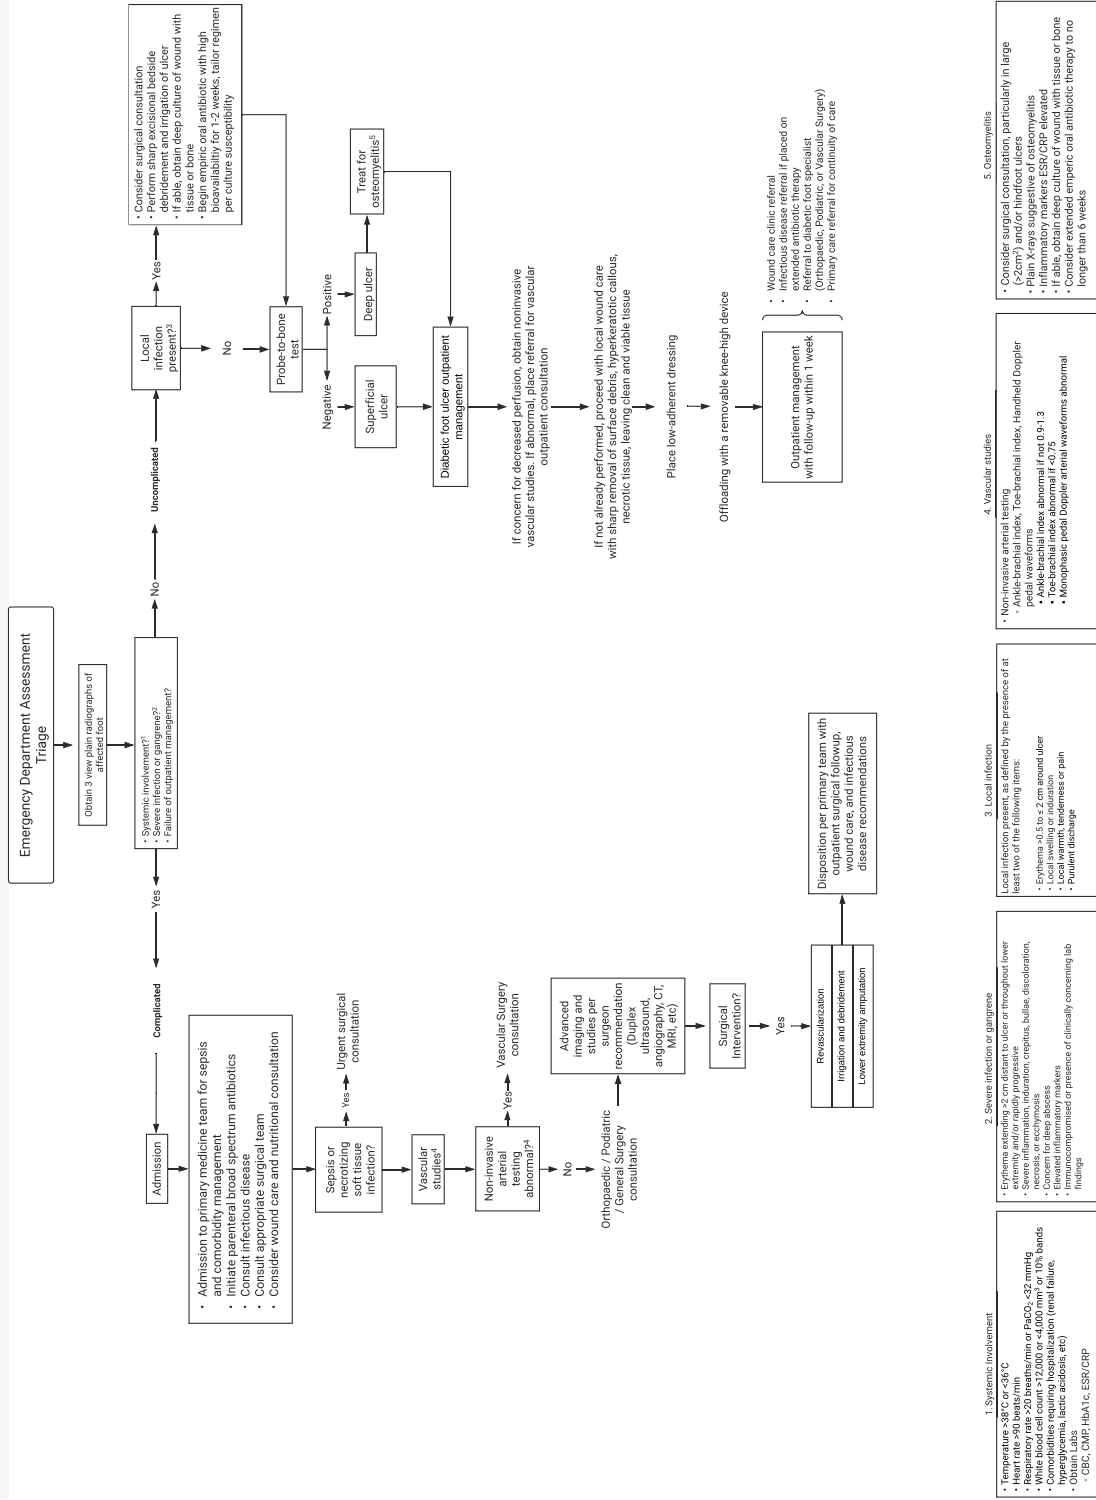 Emergency Department Assessment
Triage
Obtain 3 view plain radiographs of
affected foot
• Systemic involvement?¹
• Severe infection or gangrene?²
• Failure of outpatient management?
Yes
Complicated
Admission
• Admission to primary medicine team for sepsis
and comorbidity management
• Initiate parenteral broad spectrum antibiotics
• Consult infectious disease
• Consult appropriate surgical team
• Consider wound care and nutritional consultation
Sepsis or
necrotizing
soft tissue
infection?
Yes
Urgent surgical
consultation
Vascular
studies⁴
Non-invasive
arterial
testing
abnormal?⁴
Yes
Vascular Surgery
consultation
No
Orthopaedic / Podiatric
/ General Surgery
consultation
Advanced
imaging and
studies per
surgeon
recommendation
(Duplex
ultrasound,
angiography, CT,
MRI, etc)
Surgical
Intervention?
Yes
Revascularization
Irrigation and debridement
Lower extremity amputation
Disposition per primary team with
outpatient surgical followup,
wound care, and infectious
disease recommendations
No
Uncomplicated
Local
infection
present?³
Yes
• Consider surgical consultation
• Perform sharp excisional bedside
debridement and irrigation of ulcer
• If able, obtain deep culture of wound with
tissue or bone
• Begin empiric oral antibiotic with high
bioavailabiltiy for 1-2 weeks, tailor regimen
per culture susceptibility
No
Probe-to-bone
test
Negative
Positive
Superficial
ulcer
Deep ulcer
Treat for
osteomyelitis⁵
Diabetic foot ulcer outpatient
management
If concern for decreased perfusion, obtain noninvasive
vascular studies. If abnormal, place referral for vascular
outpatient consultation
If not already performed, proceed with local wound care
with sharp removal of surface debris, hyperkeratotic callous,
necrotic tissue, leaving clean and viable tissue
Place low-adherent dressing
Offloading with a removable knee-high device
Outpatient management
with follow-up within 1 week
• Wound care clinic referral
• Infectious disease referral if placed on
extended antibiotic therapy
• Referral to diabetic foot specialist
(Orthopaedic, Podiatric, or Vascular Surgery)
• Primary care referral for continuity of care
1. Systemic Involvement
• Temperature >38°C or <36°C
• Heart rate >90 beats/min
• Respiratory rate >20 breaths/min or PaCO₂ <32 mmHg
• White blood cell count >12,000 or <4,000 mm³ or 10% bands
• Comorbidities requiring hospitalization (renal failure,
hyperglycemia, lactic acidosis, etc)
• Obtain Labs
◦ CBC, CMP, HbA1c, ESR/CRP
2. Severe infection or gangrene
• Erythema extending >2 cm distant to ulcer or throughout lower
extremity and/or rapidly progressive
• Severe inflammation, induration, crepitus, bullae, discoloration,
necrosis, or ecchymosis
• Concern for deep abscess
• Elevated inflammatory markers
• Immunocompromised or presence of clinically concerning lab
findings
3. Local infection
Local infection present, as defined by the presence of at
least two of the following items:
• Erythema >0.5 to ≤ 2 cm around ulcer
• Local swelling or induration
• Local warmth, tenderness or pain
• Purulent discharge
4. Vascular studies
• Non-invasive arterial testing
◦ Ankle-brachial index, Toe-brachial index, Handheld Doppler
pedal waveforms
▪ Ankle-brachial index abnormal if not 0.9-1.3
▪ Toe-brachial index abnormal if <0.75
▪ Monophasic pedal Doppler arterial waveforms abnormal
5. Osteomyelitis
• Consider surgical consultation, particularly in large
(>2cm²) and/or hindfoot ulcers
• Plain X-rays suggestive of osteomyelitis
• Inflammatory markers ESR/CRP elevated
• If able, obtain deep culture of wound with tissue or bone
• Consider extended emperic oral antibiotic therapy to no
longer than 6 weeks